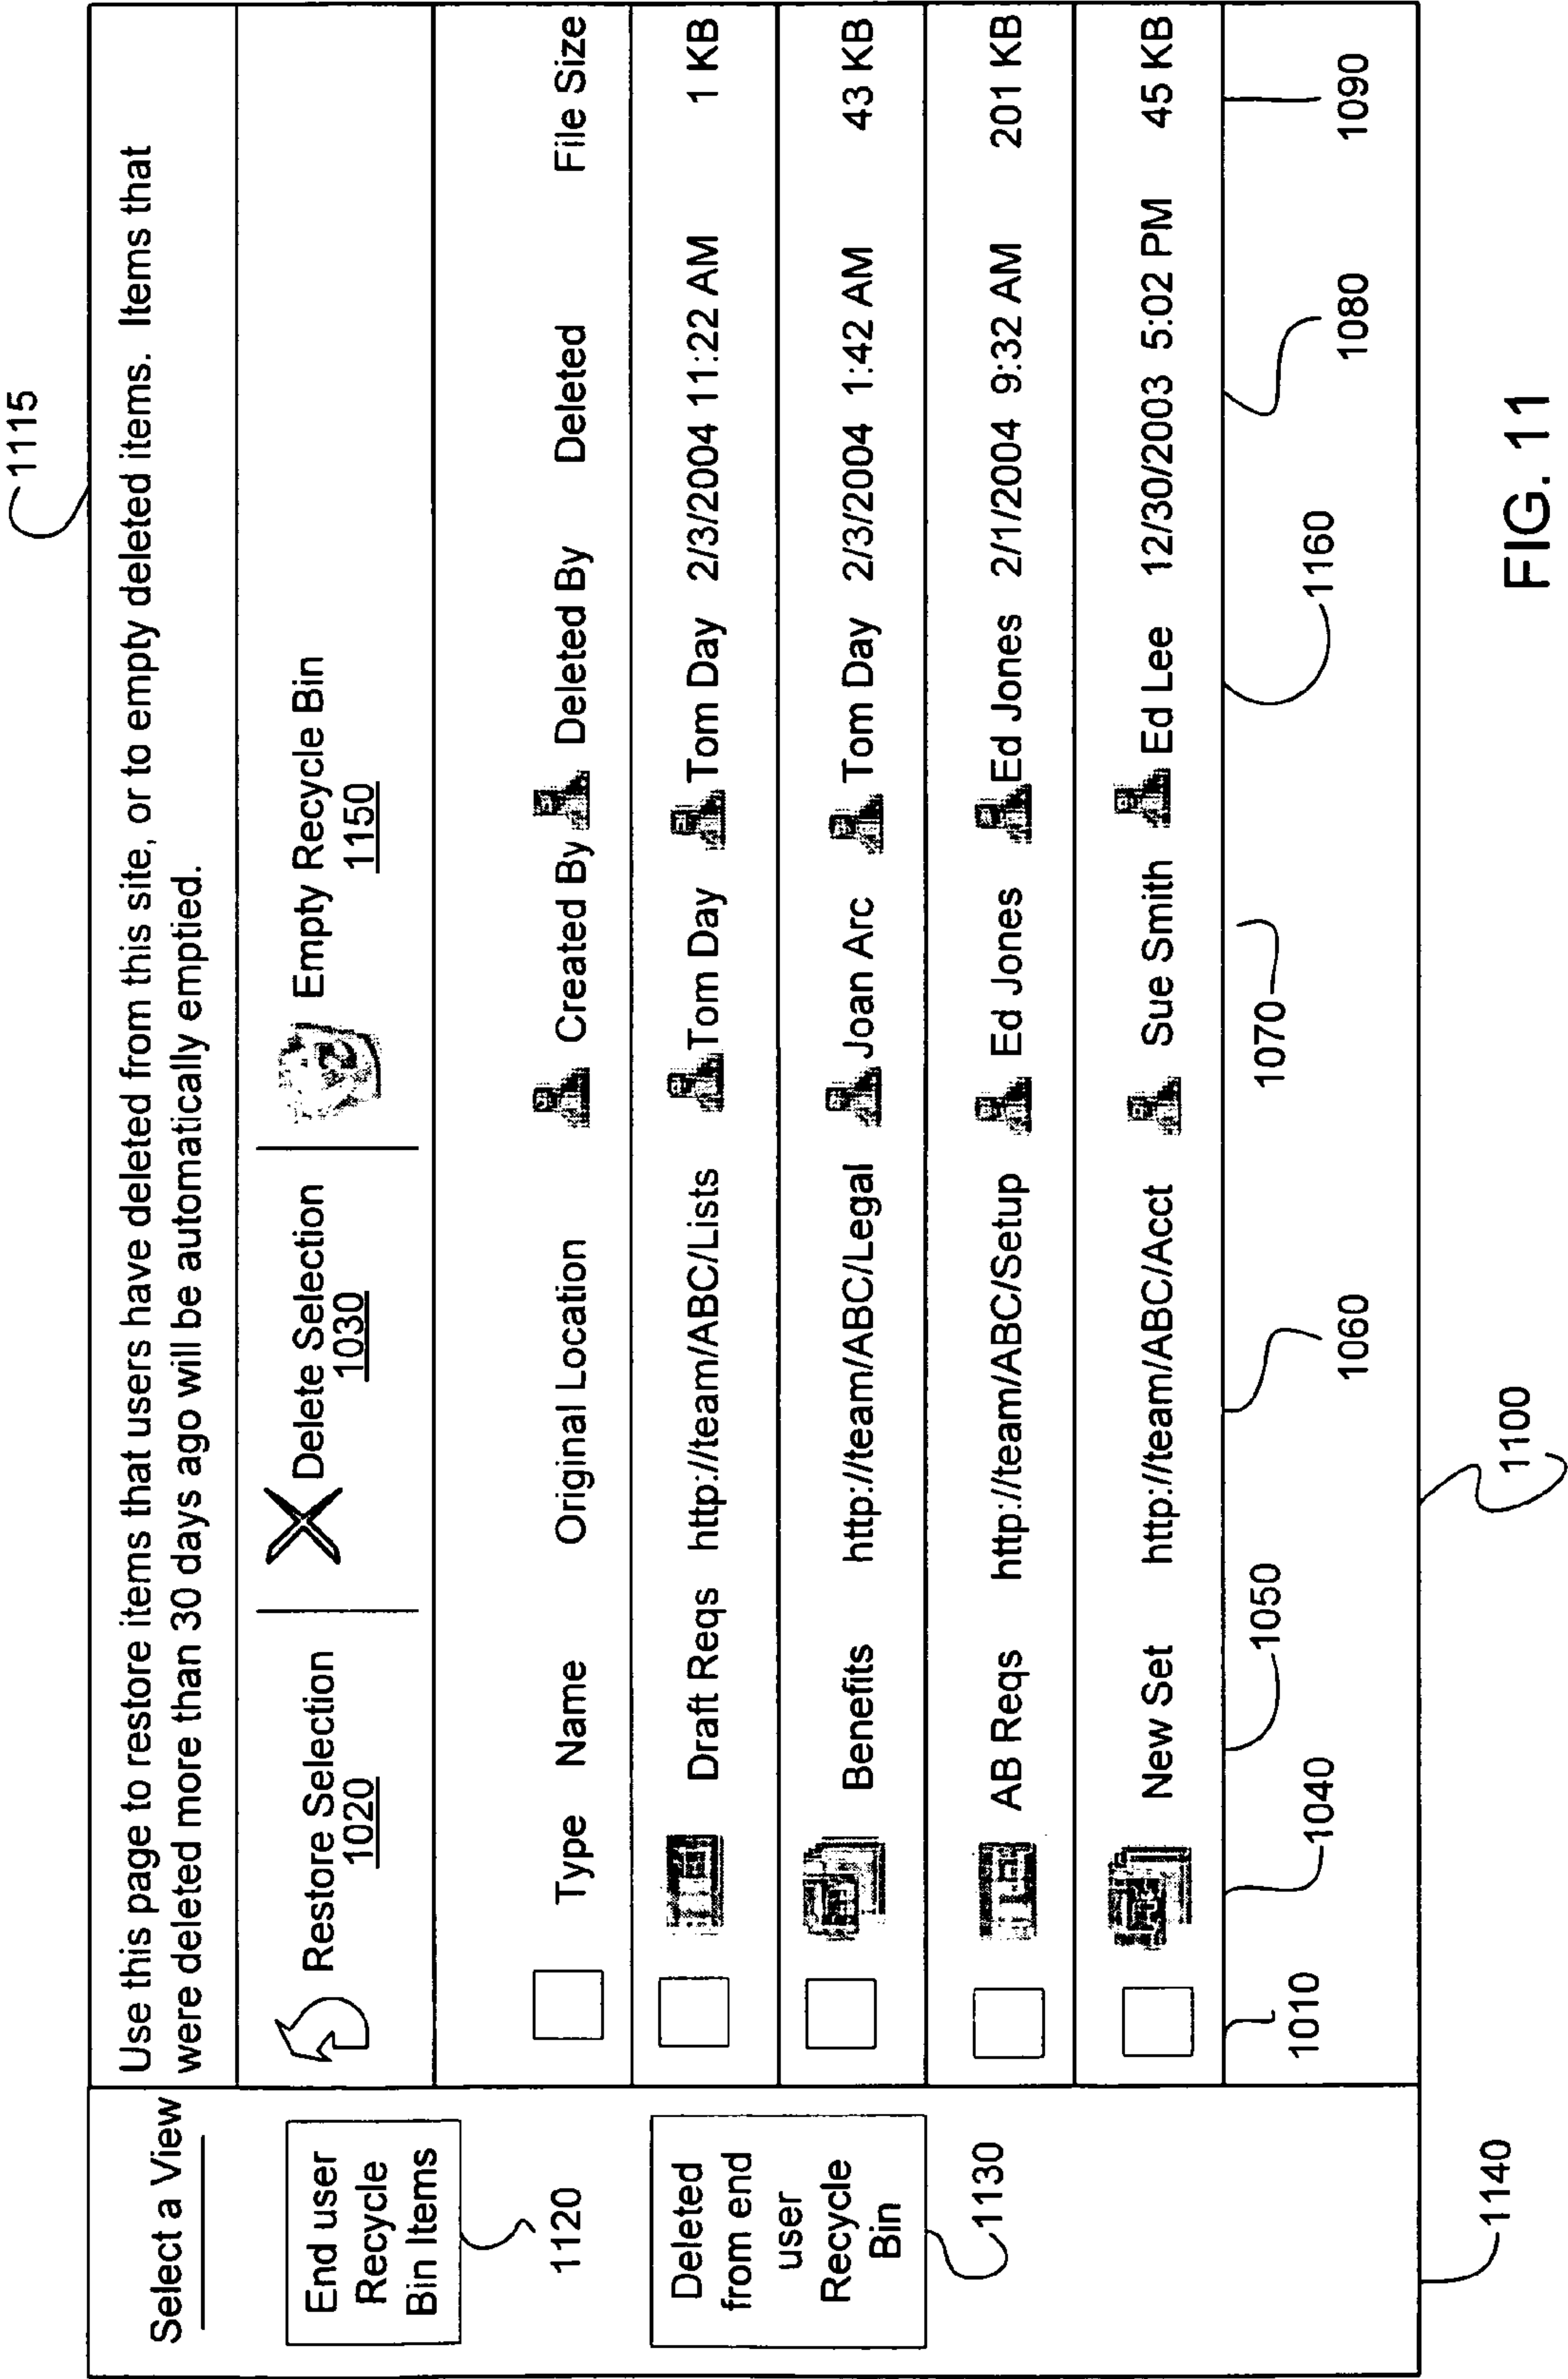 1115
Use this page to restore items that users have deleted from this site, or to empty deleted items. Items that
were deleted more than 30 days ago will be automatically emptied.
Select a View
End user
Recycle
Bin Items
1120
Deleted
from end
user
Recycle
Bin
1130
1140
Restore Selection
1020
Delete Selection
1030
Empty Recycle Bin
1150
Type Name Original Location Created By Deleted By Deleted File Size
Draft Reqs http://team/ABC/Lists Tom Day Tom Day 2/3/2004 11:22 AM 1 KB
Benefits http://team/ABC/Legal Joan Arc Tom Day 2/3/2004 1:42 AM 43 KB
AB Reqs http://team/ABC/Setup Ed Jones Ed Jones 2/1/2004 9:32 AM 201 KB
New Set http://team/ABC/Acct Sue Smith Ed Lee 12/30/2003 5:02 PM 45 KB
1010
1040
1050
1060
1070
1160
1080
1090
1100
FIG. 11